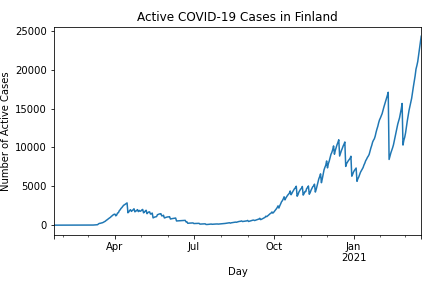 Active COVID-19 Cases in Finland
25000
20000
15000
10000
5000
0
Number of Active Cases
Apr
Jul
Oct
Jan
2021
Day